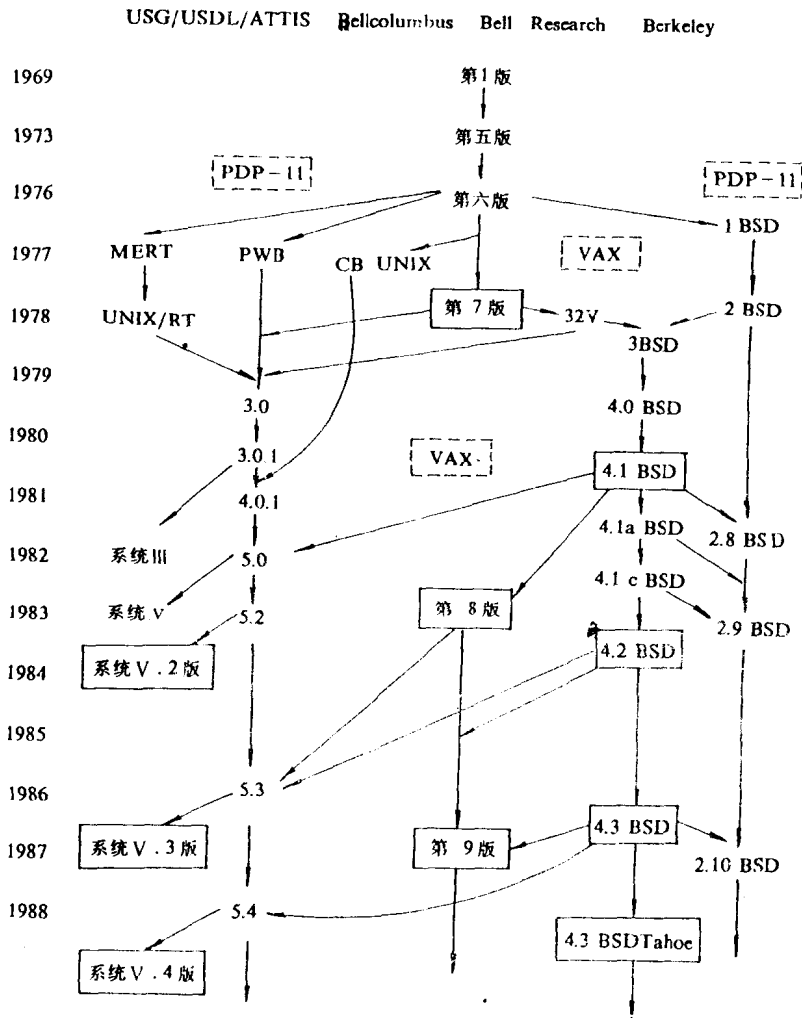 USG/USDL/ATTIS Bellcolumbus Bell Research Berkeley
1969 第1版
1973 第五版
PDP-11 PDP-11
1976 第六版
1 BSD
1977 MERT PWB CB UNIX VAX
1978 UNIX/RT 第 7 版 32V 2 BSD
3BSD
1979
3.0 4.0 BSD
1980
3.0.1 VAX 4.1 BSD
1981 4.0.1
4.1a BSD 2.8 BSD
1982 系统III 5.0
4.1 c BSD
1983 系统 V 5.2 第 8 版 2.9 BSD
1984 系统 V . 2 版 4.2 BSD
1985
1986 5.3
4.3 BSD
1987 系统 V . 3 版 第 9 版 2.10 BSD
1988 5.4
4.3 BSDTahoe
系统 V . 4 版